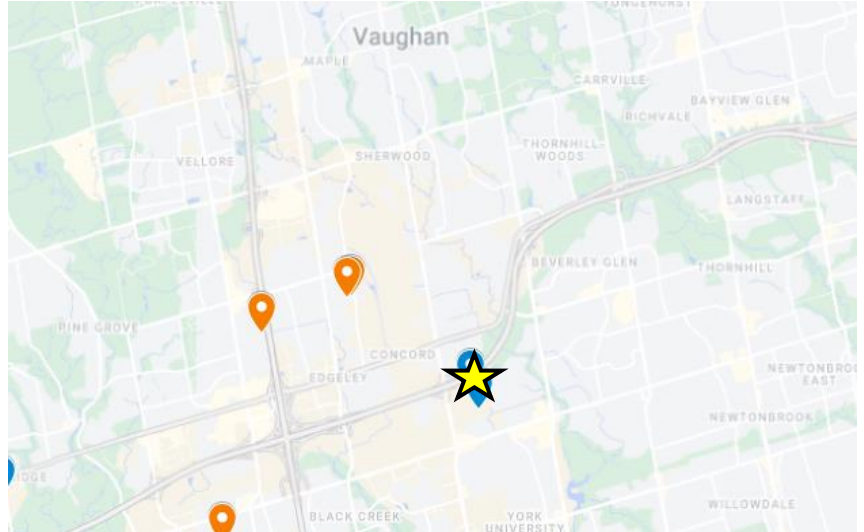 Vaughan
MAPLE
CARRVILLE
BAYVIEW GLEN
RICHVALE
THORNHILL-
WOODS
SHERWOOD
VELLORE
LANGSTAFF
BEVERLEY GLEN
THORNHILL
PINE GROVE
CONCORD
EDGELEY
NEWTONBROOK
EAST
NEWTONBROOK
WILLOWDALE
BLACK CREEK
YORK
UNIVERSITY